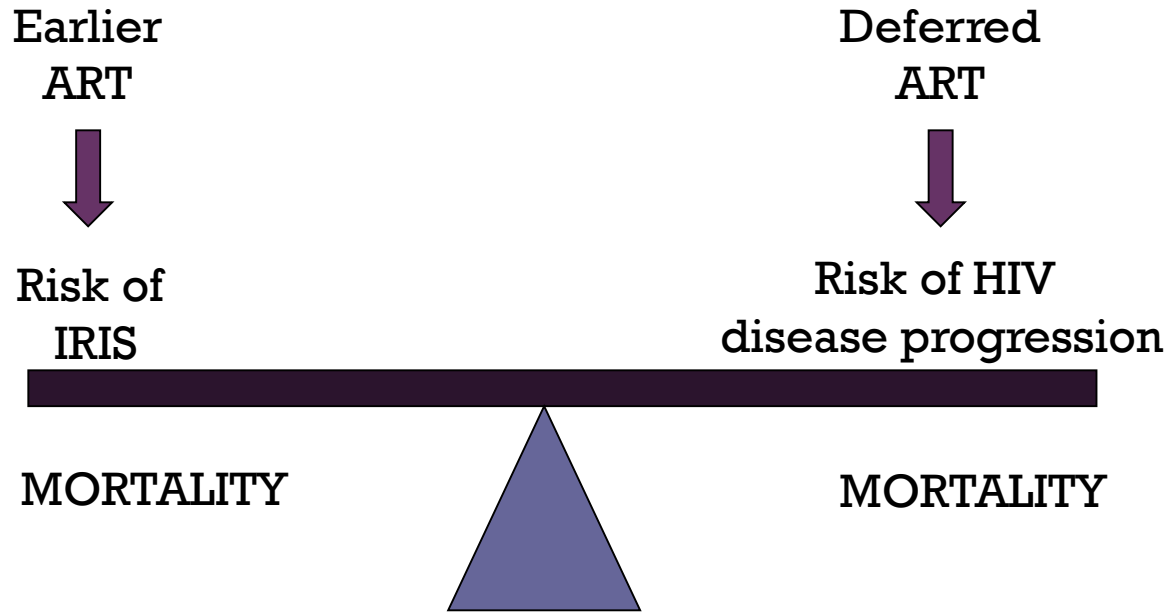 Earlier
ART
Deferred
ART
Risk of
IRIS
Risk of HIV
disease progression
MORTALITY
MORTALITY